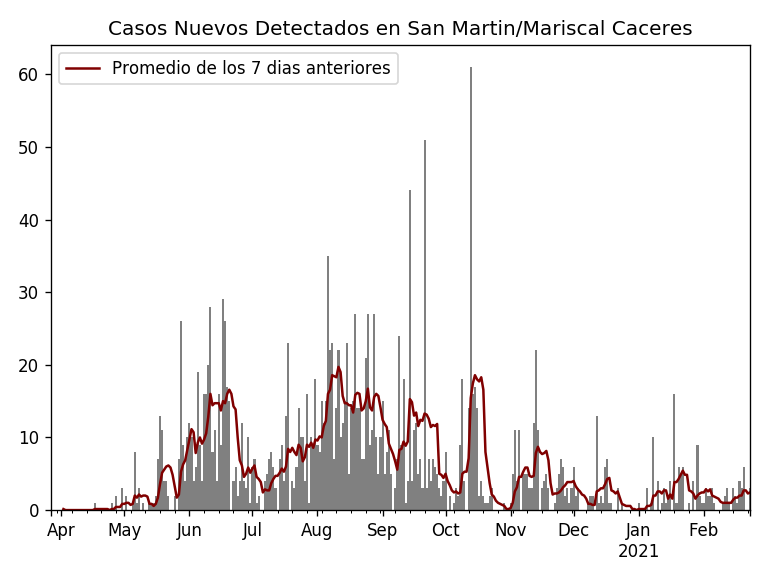 Casos Nuevos Detectados en San Martin/Mariscal Caceres
Promedio de los 7 dias anteriores
60
50
40
30
20
10
0
Apr May Jun Jul Aug Sep Oct Nov Dec Jan Feb
2021